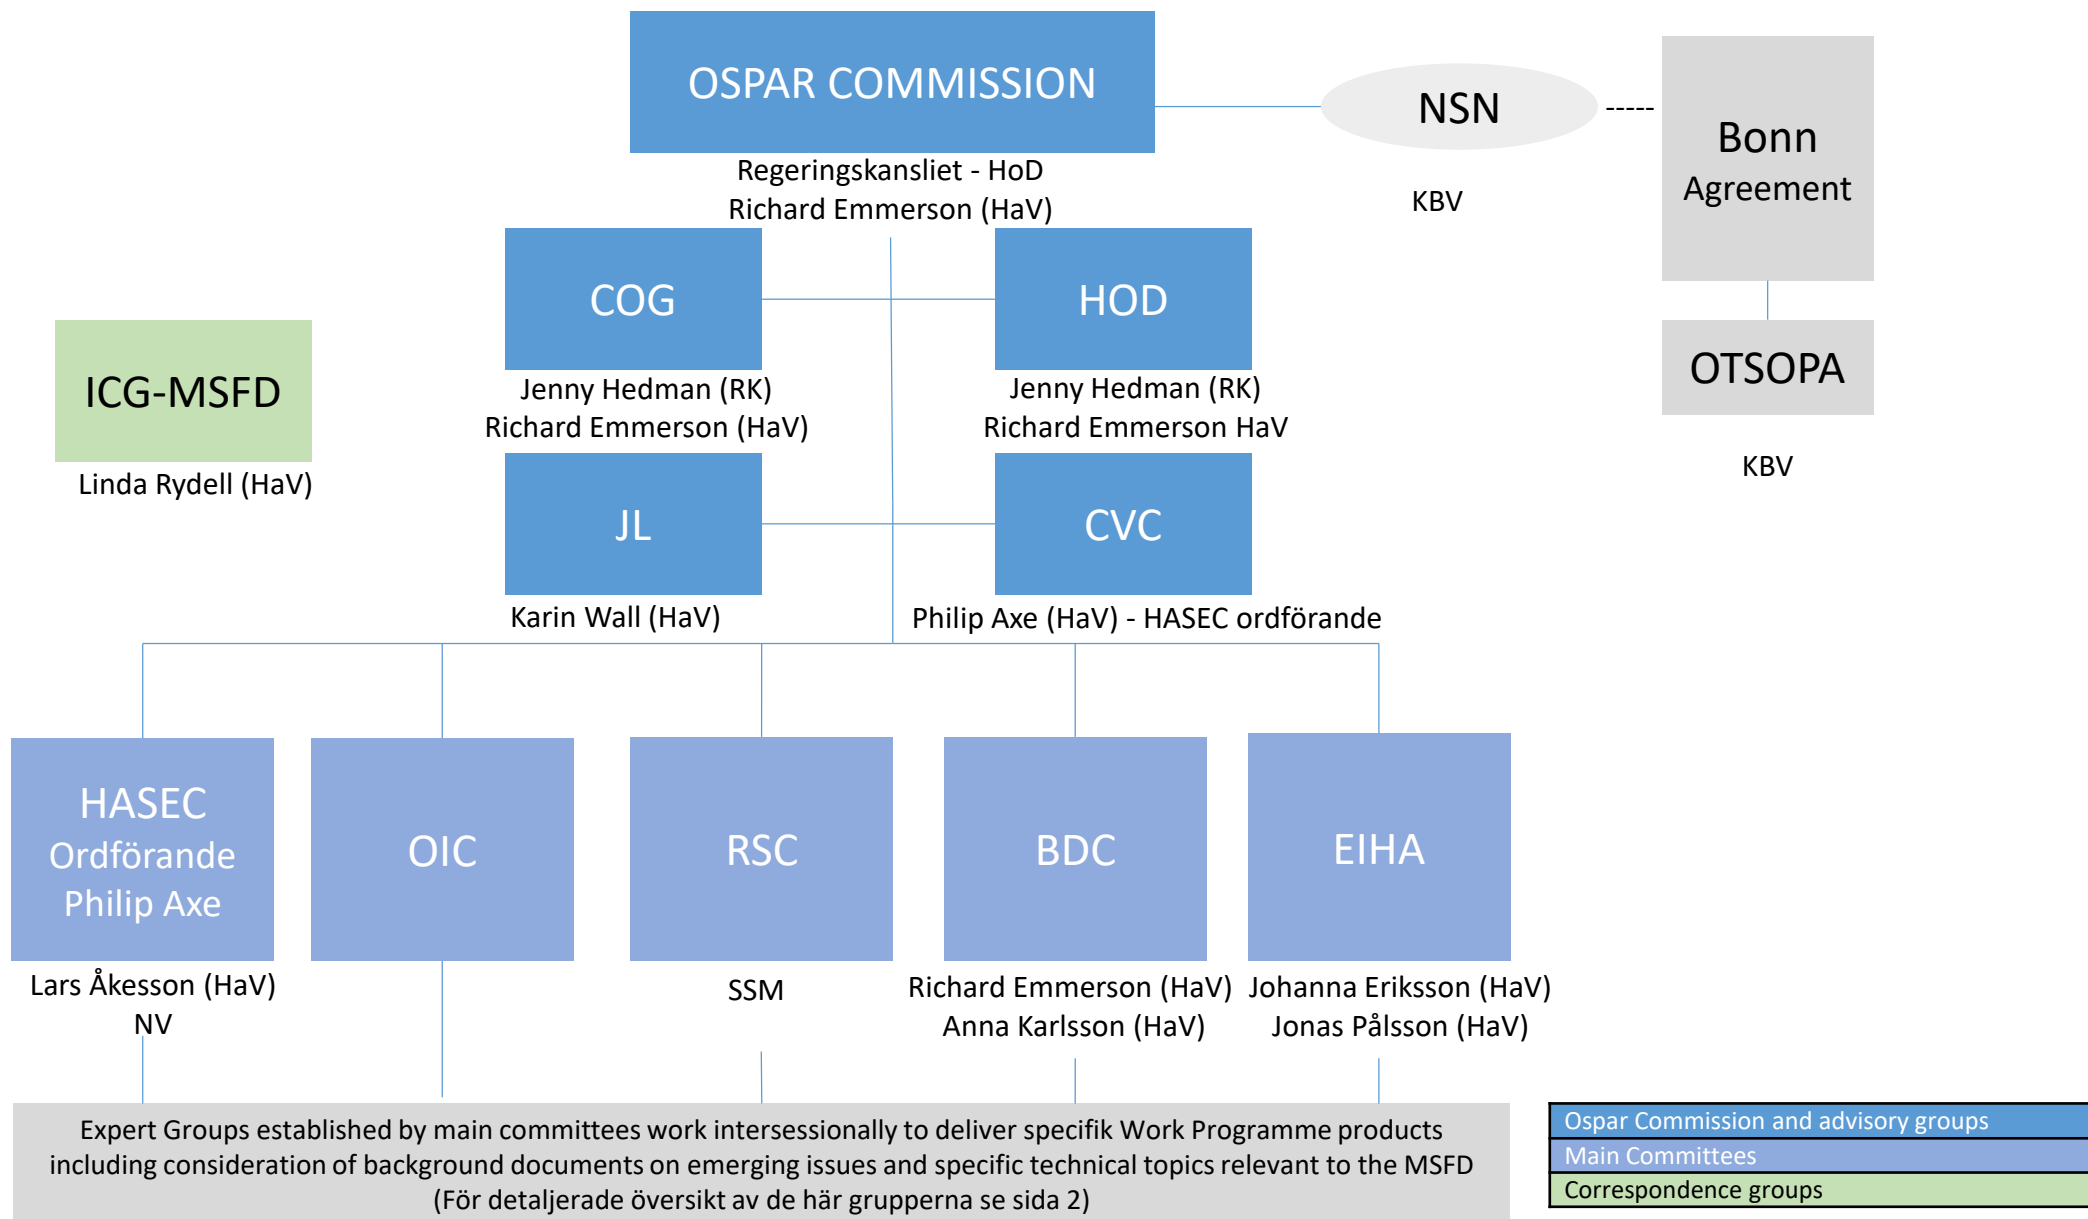 OSPAR COMMISSION
Regeringskansliet - HoD
Richard Emmerson (HaV)
NSN
-----
KBV
Bonn
Agreement
OTSOPA
KBV
COG
Jenny Hedman (RK)
Richard Emmerson (HaV)
HOD
Jenny Hedman (RK)
Richard Emmerson HaV
ICG-MSFD
Linda Rydell (HaV)
JL
Karin Wall (HaV)
CVC
Philip Axe (HaV) - HASEC ordförande
HASEC
Ordförande
Philip Axe
Lars Åkesson (HaV)
NV
OIC
RSC
SSM
BDC
Richard Emmerson (HaV)
Anna Karlsson (HaV)
EIHA
Johanna Eriksson (HaV)
Jonas Pålsson (HaV)
Expert Groups established by main committees work intersessionally to deliver specifik Work Programme products
including consideration of background documents on emerging issues and specific technical topics relevant to the MSFD
(För detaljerade översikt av de här grupperna se sida 2)
Ospar Commission and advisory groups
Main Committees
Correspondence groups